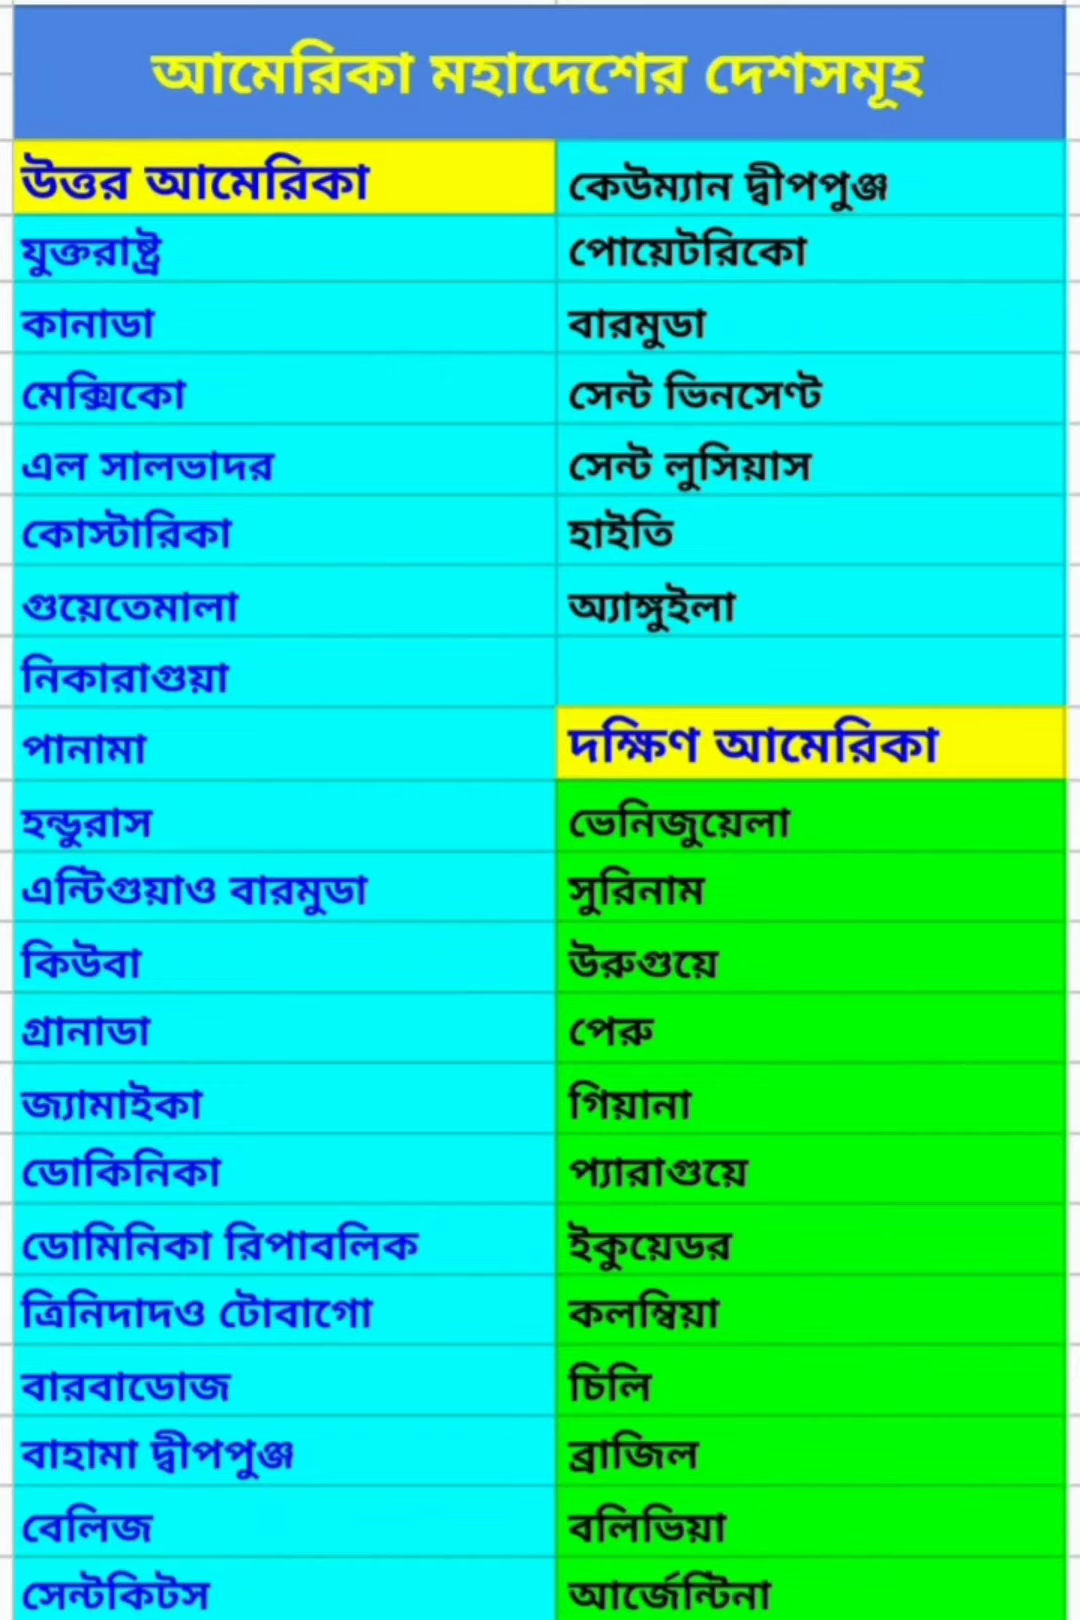 আমেরিকা মহাদেশের দেশসমূহ
উত্তর আমেরিকা
যুক্তরাষ্ট্র
কানাডা
মেক্সিকো
এল সালভাদর
কোস্টারিকা
গুয়েতেমালা
নিকারাগুয়া
পানামা
হন্ডুরাস
এন্টিগুয়াও বারমুডা
কিউবা
গ্রানাডা
জ্যামাইকা
ডোকিনিকা
ডোমিনিকা রিপাবলিক
ত্রিনিদাদও টোবাগো
বারবাডোজ
বাহামা দ্বীপপুঞ্জ
বেলিজ
সেন্টকিটস
কেউম্যান দ্বীপপুঞ্জ
পোয়েটরিকো
বারমুডা
সেন্ট ভিনসেণ্ট
সেন্ট লুসিয়াস
হাইতি
অ্যাঙ্গুইলা
দক্ষিণ আমেরিকা
ভেনিজুয়েলা
সুরিনাম
উরুগুয়ে
পেরু
গিয়ানা
প্যারাগুয়ে
ইকুয়েডর
কলম্বিয়া
চিলি
ব্রাজিল
বলিভিয়া
আর্জেন্টিনা